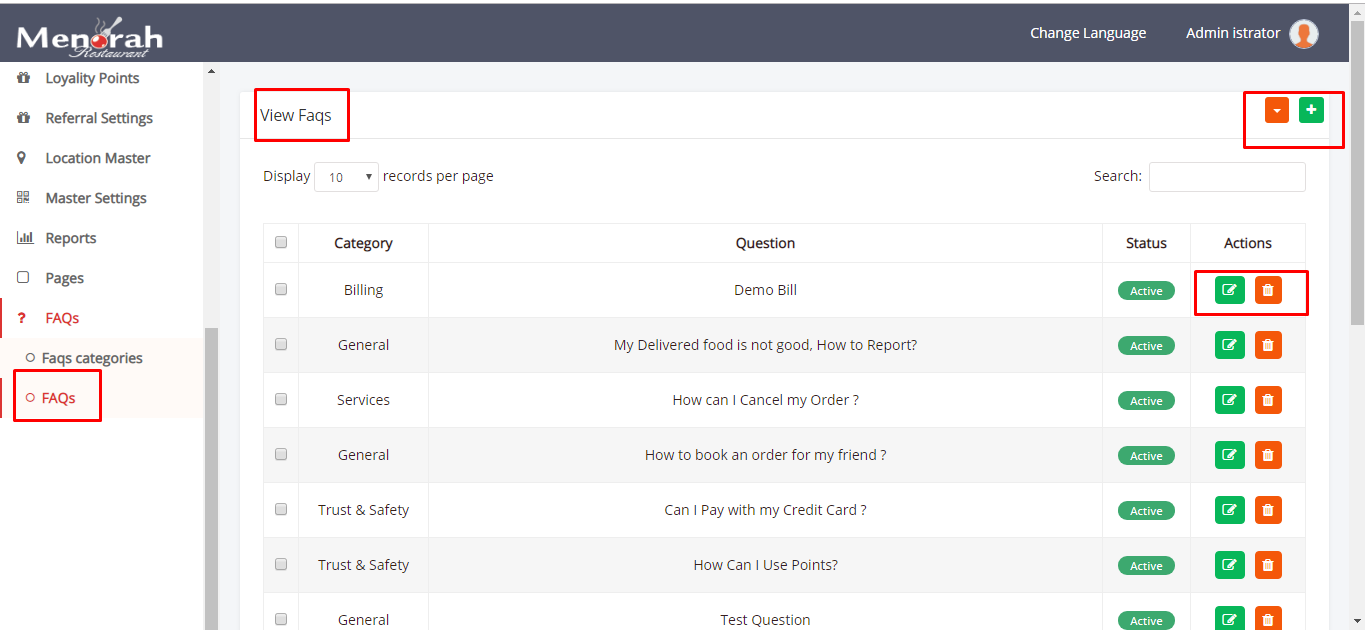 Menorah
Restaurant
Change Language
Admin istrator
Loyality Points
Referral Settings
Location Master
Master Settings
Reports
Pages
FAQs
Faqs categories
FAQs
View Faqs
Display 10 records per page
Search:
Category Question Status Actions
Billing Demo Bill Active
General My Delivered food is not good, How to Report? Active
Services How can I Cancel my Order ? Active
General How to book an order for my friend ? Active
Trust & Safety Can I Pay with my Credit Card ? Active
Trust & Safety How Can I Use Points? Active
General Test Question Active